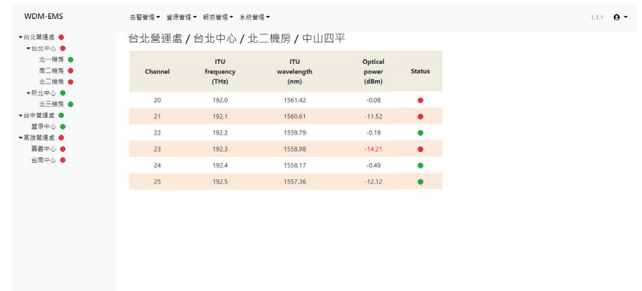 WDM-EMS
告警管理 資源管理 報表管理 系統管理
1.1.1
台北營運處
台北中心
北一機房
南二機房
北二機房
新北中心
北三機房
台中營運處
豐原中心
高雄營運處
嘉義中心
台南中心
台北營運處 / 台北中心 / 北二機房 / 中山四平
Channel ITU frequency (THz) ITU wavelength (nm) Optical power (dBm) Status
20 192.0 1561.42 -0.08
21 192.1 1560.61 -11.52
22 192.2 1559.79 -0.19
23 192.3 1558.98 -14.21
24 192.4 1558.17 -0.49
25 192.5 1557.36 -12.12